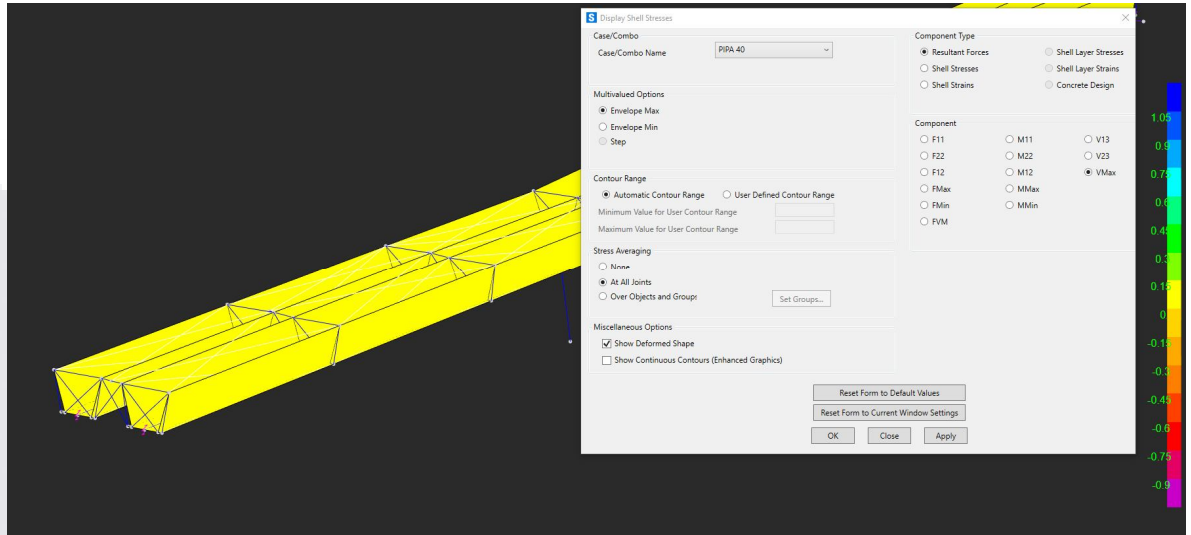 Display Shell Stresses
Case/Combo
Case/Combo Name
PIPA 40
Multivalued Options
Envelope Max
Envelope Min
Step
Contour Range
Automatic Contour Range
User Defined Contour Range
Minimum Value for User Contour Range
Maximum Value for User Contour Range
Stress Averaging
None
At All Joints
Over Objects and Groups
Set Groups...
Miscellaneous Options
Show Deformed Shape
Show Continuous Contours (Enhanced Graphics)
Component Type
Resultant Forces
Shell Layer Stresses
Shell Stresses
Shell Layer Strains
Shell Strains
Concrete Design
Component
F11 M11 V13
F22 M22 V23
F12 M12 VMax
FMax MMax
FMin MMin
FVM
Reset Form to Default Values
Reset Form to Current Window Settings
OK Close Apply
1.05
0.9
0.75
0.6
0.45
0.3
0.15
0
-0.15
-0.3
-0.45
-0.6
-0.75
-0.9